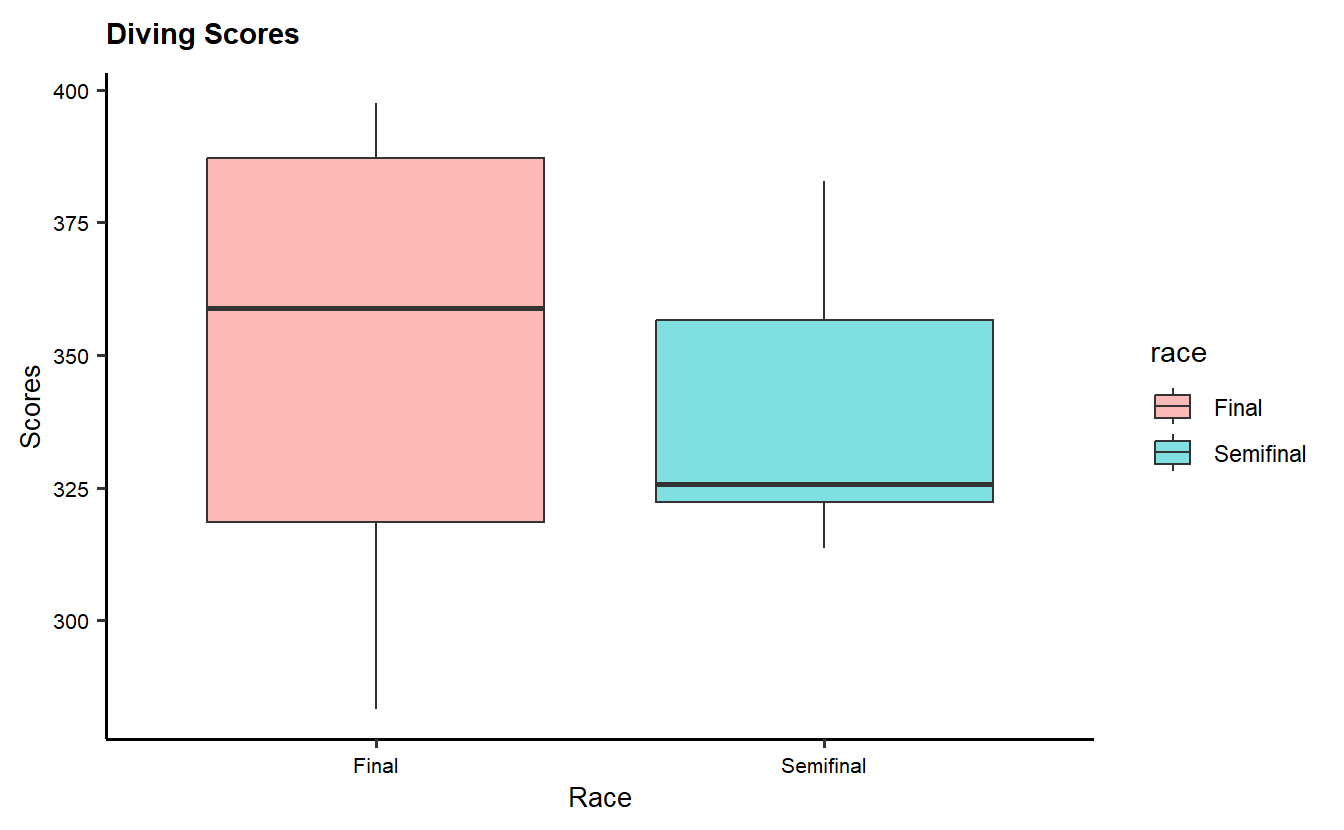 Diving Scores
400
375
350
325
300
Scores
Final
Semifinal
Race
race
Final
Semifinal